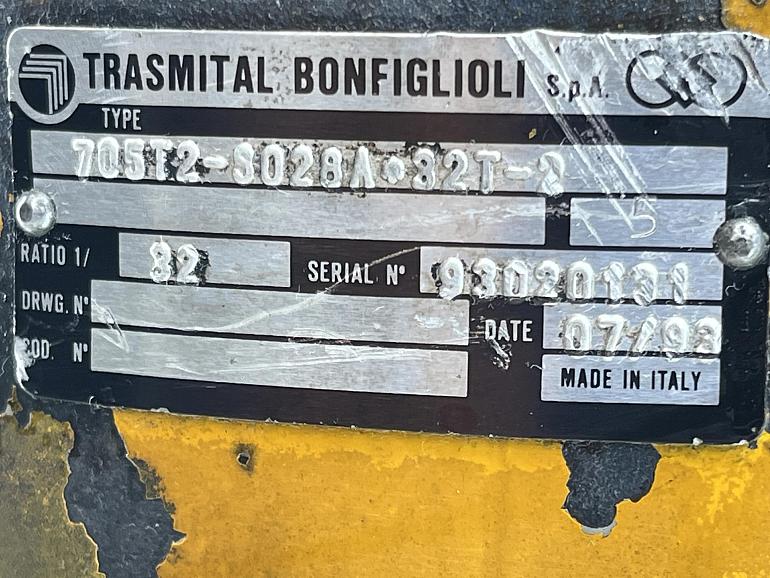 TRASMITAL BONFIGLIOLI S.p.A.
TYPE
705T2-S028A•32T-2
5
RATIO 1/ 32 SERIAL N° 93020131
DRWG. N°
DATE 07/93
COD. N°
MADE IN ITALY